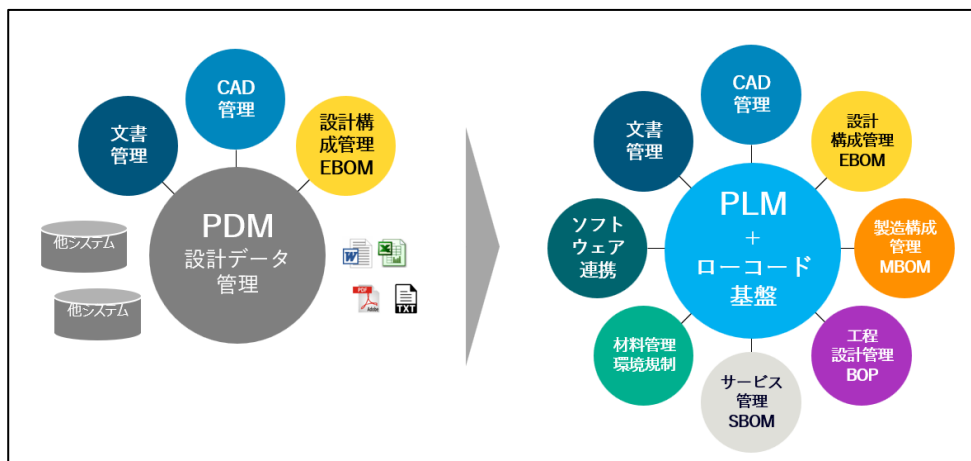 CAD
管理
文書
管理
設計構
成管理
EBOM
PDM
設計データ
管理
他システム
他システム
W
X
PDF
Adobe
TXT
CAD
管理
文書
管理
設計
構成管理
EBOM
ソフト
ウェア
連携
PLM
+
ローコード
基盤
製造構成
管理
MBOM
材料管理
環境規制
工程
設計管理
BOP
サービス
管理
SBOM